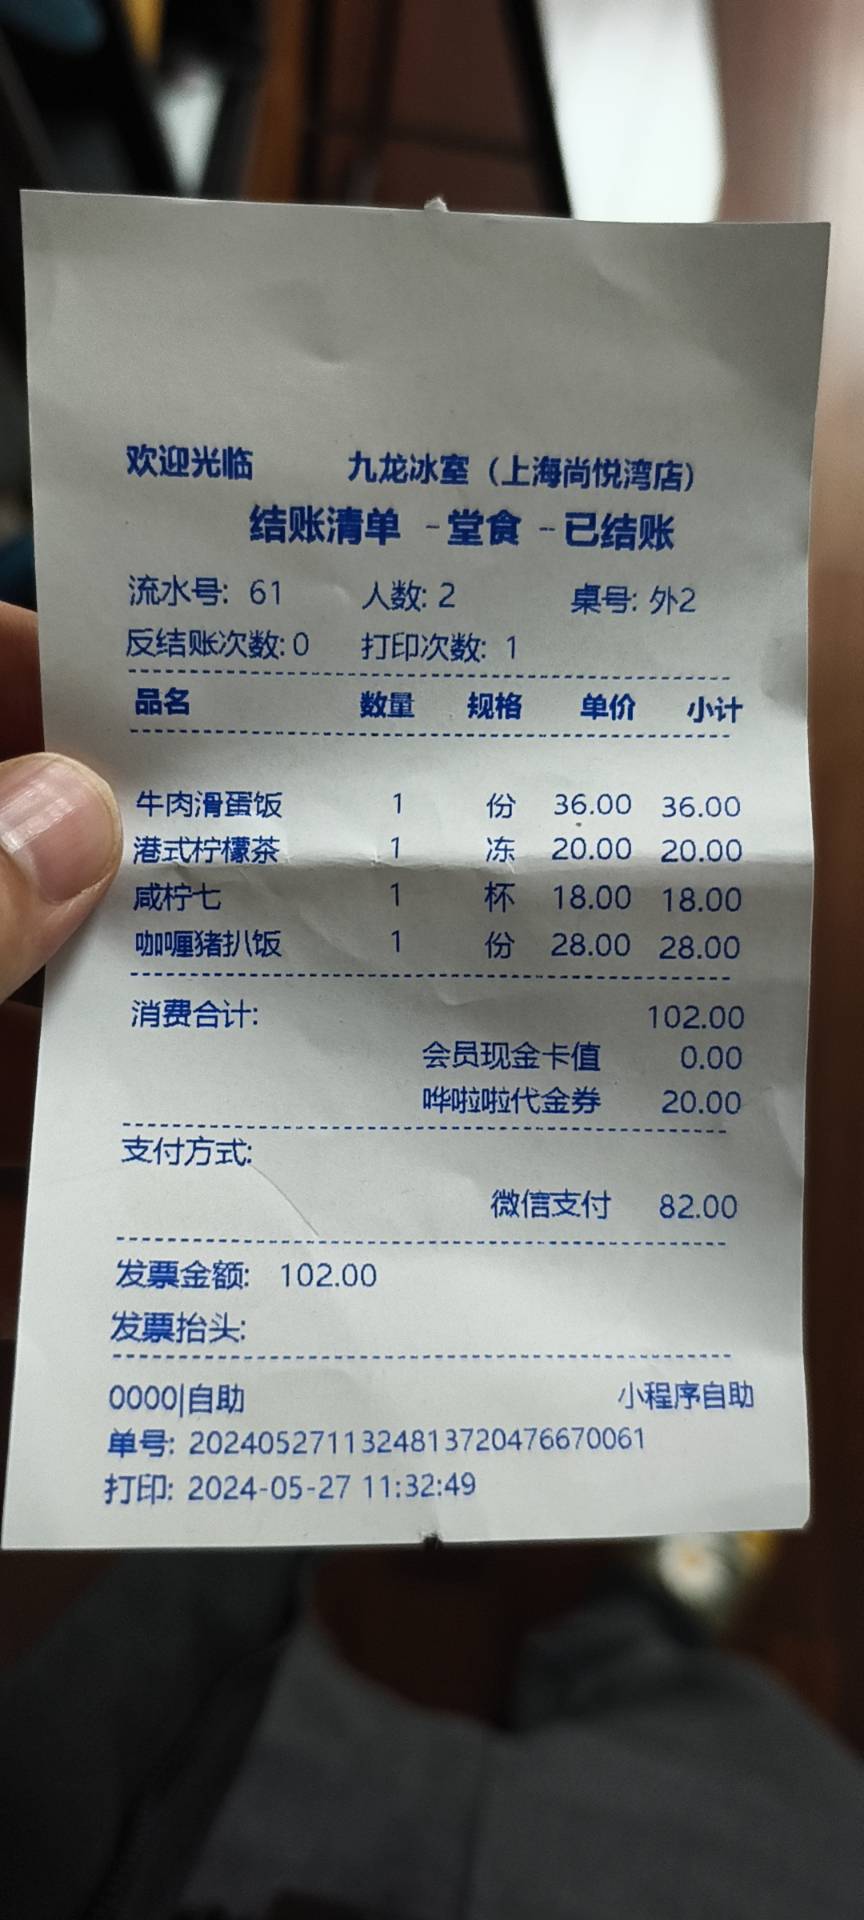 欢迎光临 九龙冰室（上海尚悦湾店）
结账清单 -堂食 -已结账
流水号: 61 人数: 2 桌号: 外2
反结账次数: 0 打印次数: 1
品名 数量 规格 单价 小计
牛肉滑蛋饭 1 份 36.00 36.00
港式柠檬茶 1 冻 20.00 20.00
咸柠七 1 杯 18.00 18.00
咖喱猪扒饭 1 份 28.00 28.00
消费合计: 102.00
会员现金卡值 0.00
哗啦啦代金券 20.00
支付方式:
微信支付 82.00
发票金额: 102.00
发票抬头:
0000|自助 小程序自助
单号: 2024052711324813720476670061
打印: 2024-05-27 11:32:49